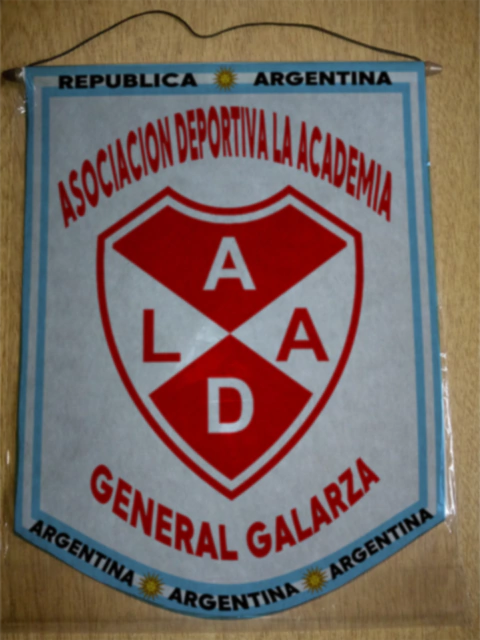 REPUBLICA ARGENTINA
ASOCIACION DEPORTIVA LA ACADEMIA
A
L A
D
GENERAL GALARZA
ARGENTINA ARGENTINA ARGENTINA